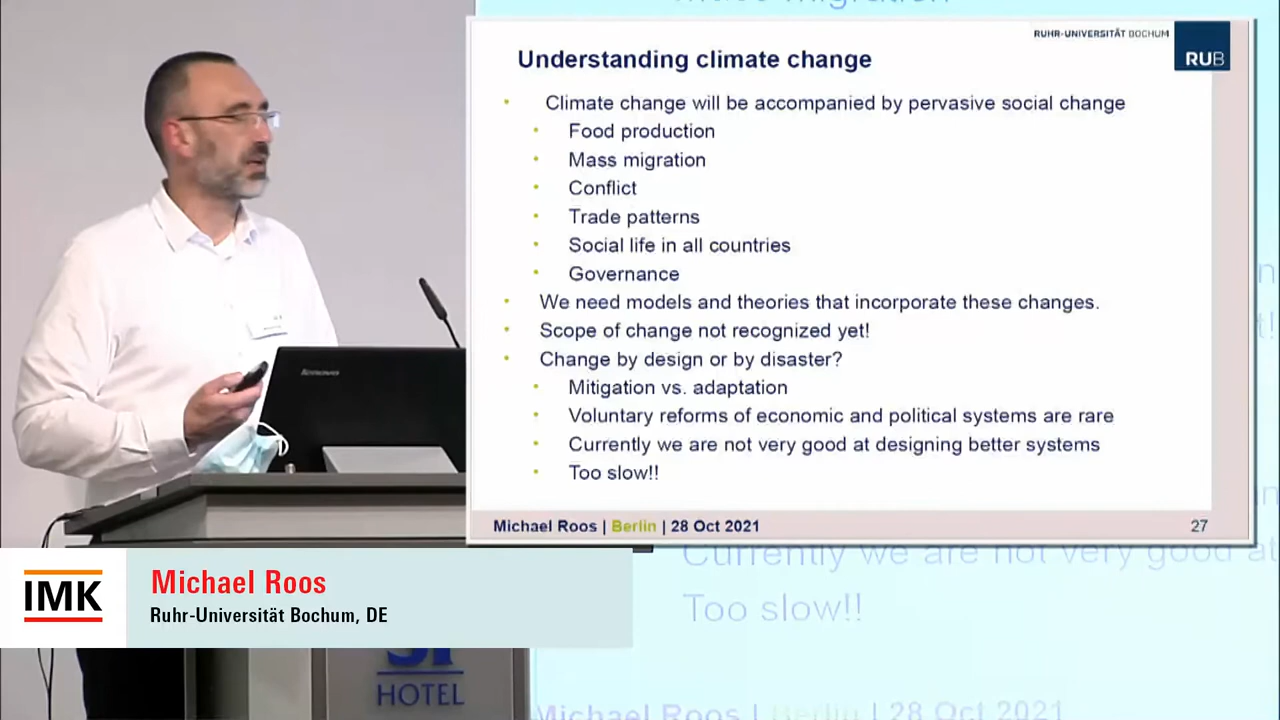 Mass migration
RUHR-UNIVERSITÄT BOCHUM
RUB
Understanding climate change
• Climate change will be accompanied by pervasive social change
• Food production
• Mass migration
• Conflict
• Trade patterns
• Social life in all countries
• Governance
• We need models and theories that incorporate these changes.
• Scope of change not recognized yet!
• Change by design or by disaster?
• Mitigation vs. adaptation
• Voluntary reforms of economic and political systems are rare
• Currently we are not very good at designing better systems
• Too slow!!
Michael Roos | Berlin | 28 Oct 2021
27
Lenovo
Currently we are not very good at
Too slow!!
IMK
Michael Roos
Ruhr-Universität Bochum, DE
HOTEL
Michael Roos | Berlin | 28 Oct 2021